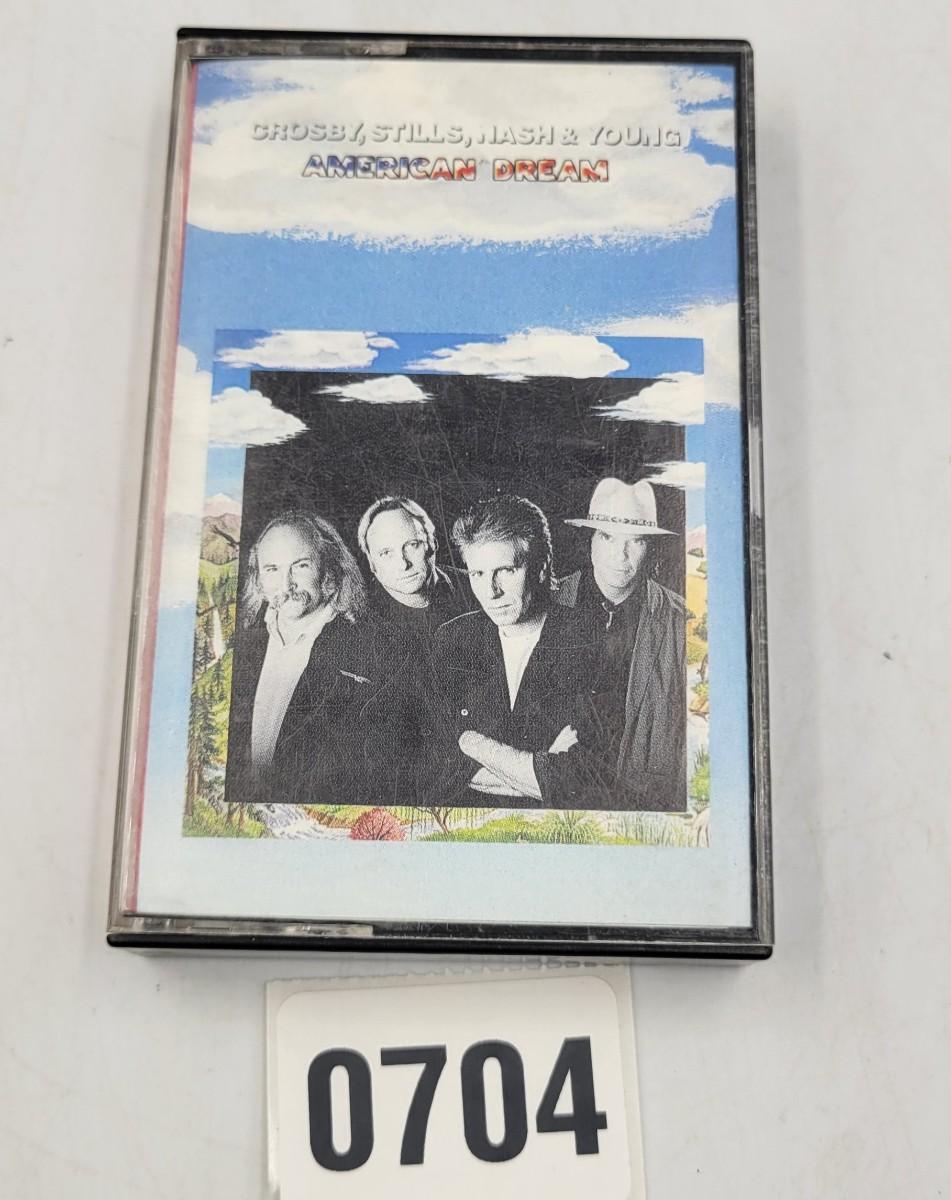 CROSBY, STILLS, NASH & YOUNG
AMERICAN DREAM
0704